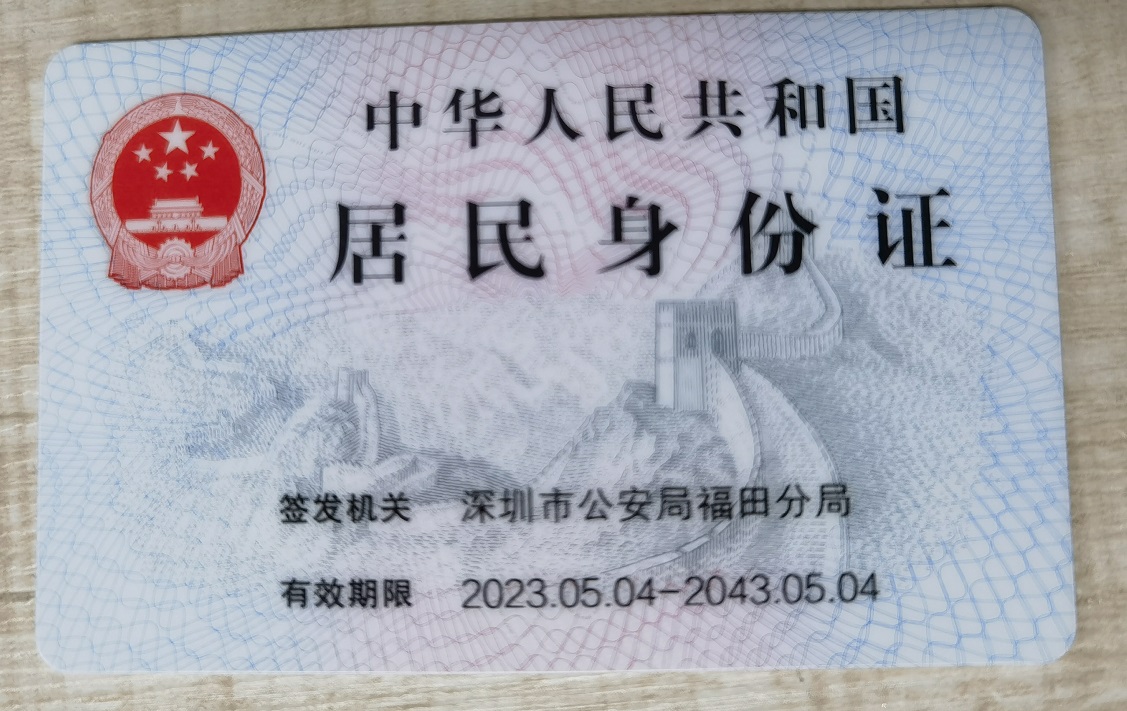 中华人民共和国
居民身份证
签发机关 深圳市公安局福田分局
有效期限 2023.05.04-2043.05.04